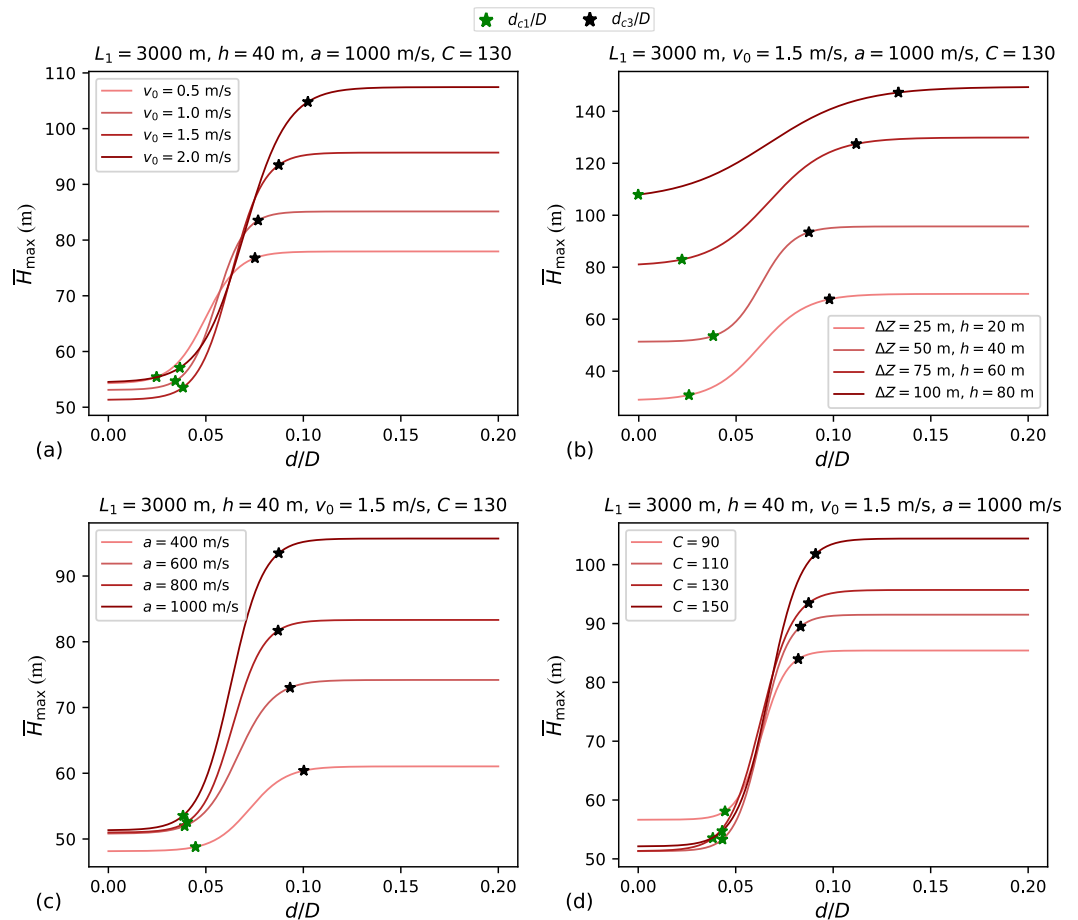 d_{c1}/D d_{c3}/D
L_1 = 3000 m, h = 40 m, a = 1000 m/s, C = 130
110
100
90
80
70
60
50
H̅_max (m)
v_0 = 0.5 m/s
v_0 = 1.0 m/s
v_0 = 1.5 m/s
v_0 = 2.0 m/s
0.00 0.05 0.10 0.15 0.20
(a) d/D
L_1 = 3000 m, v_0 = 1.5 m/s, a = 1000 m/s, C = 130
140
120
100
80
60
40
H̅_max (m)
ΔZ = 25 m, h = 20 m
ΔZ = 50 m, h = 40 m
ΔZ = 75 m, h = 60 m
ΔZ = 100 m, h = 80 m
0.00 0.05 0.10 0.15 0.20
(b) d/D
L_1 = 3000 m, h = 40 m, v_0 = 1.5 m/s, C = 130
90
80
70
60
50
H̅_max (m)
a = 400 m/s
a = 600 m/s
a = 800 m/s
a = 1000 m/s
0.00 0.05 0.10 0.15 0.20
(c) d/D
L_1 = 3000 m, h = 40 m, v_0 = 1.5 m/s, a = 1000 m/s
100
90
80
70
60
50
H̅_max (m)
C = 90
C = 110
C = 130
C = 150
0.00 0.05 0.10 0.15 0.20
(d) d/D